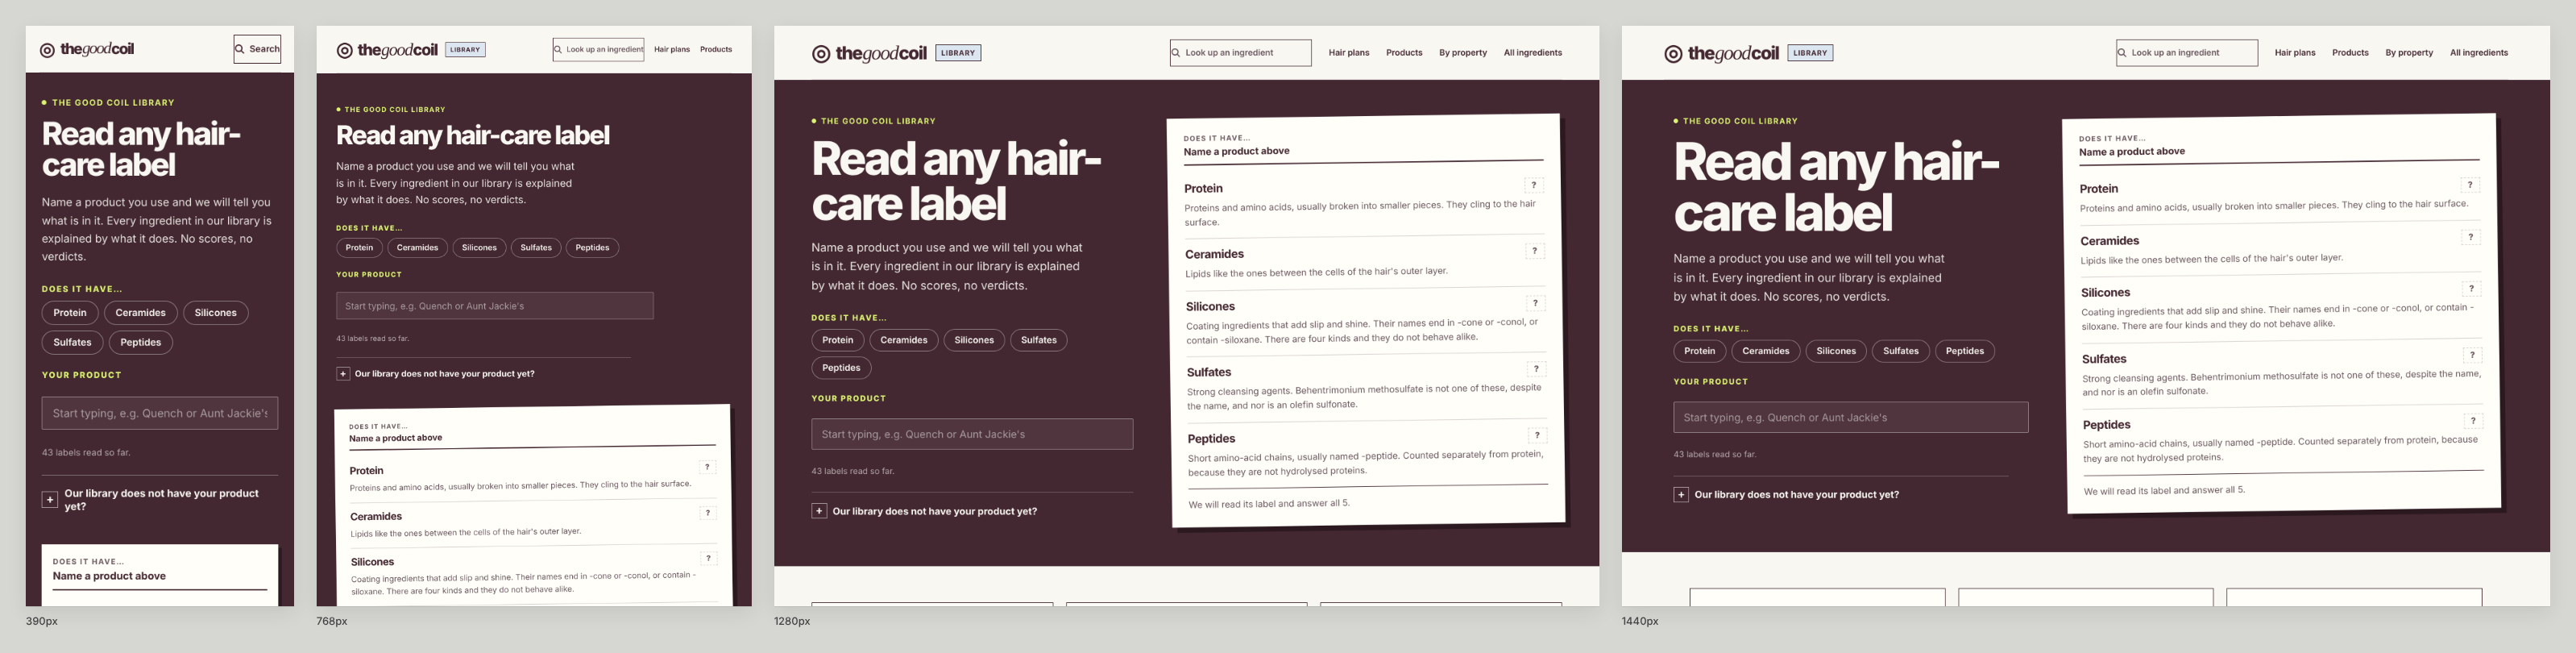 thegoodcoil
Search
THE GOOD COIL LIBRARY
Read any hair-
care label
Name a product you use and we will tell you
what is in it. Every ingredient in our library is
explained by what it does. No scores, no
verdicts.
DOES IT HAVE...
Protein
Ceramides
Silicones
Sulfates
Peptides
YOUR PRODUCT
Start typing, e.g. Quench or Aunt Jackie's
43 labels read so far.
+ Our library does not have your product
yet?
DOES IT HAVE...
Name a product above
390px
thegoodcoil
LIBRARY
Look up an ingredient
Hair plans
Products
THE GOOD COIL LIBRARY
Read any hair-care label
Name a product you use and we will tell you what
is in it. Every ingredient in our library is explained
by what it does. No scores, no verdicts.
DOES IT HAVE...
Protein
Ceramides
Silicones
Sulfates
Peptides
YOUR PRODUCT
Start typing, e.g. Quench or Aunt Jackie's
43 labels read so far.
+ Our library does not have your product yet?
DOES IT HAVE...
Name a product above
Protein
?
Proteins and amino acids, usually broken into smaller pieces. They cling to the hair surface.
Ceramides
?
Lipids like the ones between the cells of the hair's outer layer.
Silicones
?
Coating ingredients that add slip and shine. Their names end in -cone or -conol, or contain -
siloxane. There are four kinds and they do not behave alike.
768px
thegoodcoil
LIBRARY
Look up an ingredient
Hair plans
Products
By property
All ingredients
THE GOOD COIL LIBRARY
Read any hair-
care label
Name a product you use and we will tell you what
is in it. Every ingredient in our library is explained
by what it does. No scores, no verdicts.
DOES IT HAVE...
Protein
Ceramides
Silicones
Sulfates
Peptides
YOUR PRODUCT
Start typing, e.g. Quench or Aunt Jackie's
43 labels read so far.
+ Our library does not have your product yet?
DOES IT HAVE...
Name a product above
Protein
?
Proteins and amino acids, usually broken into smaller pieces. They cling to the hair
surface.
Ceramides
?
Lipids like the ones between the cells of the hair's outer layer.
Silicones
?
Coating ingredients that add slip and shine. Their names end in -cone or -conol, or
contain -siloxane. There are four kinds and they do not behave alike.
Sulfates
?
Strong cleansing agents. Behentrimonium methosulfate is not one of these, despite
the name, and nor is an olefin sulfonate.
Peptides
?
Short amino-acid chains, usually named -peptide. Counted separately from protein,
because they are not hydrolysed proteins.
We will read its label and answer all 5.
1280px
thegoodcoil
LIBRARY
Look up an ingredient
Hair plans
Products
By property
All ingredients
THE GOOD COIL LIBRARY
Read any hair-
care label
Name a product you use and we will tell you what
is in it. Every ingredient in our library is explained
by what it does. No scores, no verdicts.
DOES IT HAVE...
Protein
Ceramides
Silicones
Sulfates
Peptides
YOUR PRODUCT
Start typing, e.g. Quench or Aunt Jackie's
43 labels read so far.
+ Our library does not have your product yet?
DOES IT HAVE...
Name a product above
Protein
?
Proteins and amino acids, usually broken into smaller pieces. They cling to the hair surface.
Ceramides
?
Lipids like the ones between the cells of the hair's outer layer.
Silicones
?
Coating ingredients that add slip and shine. Their names end in -cone or -conol, or contain -
siloxane. There are four kinds and they do not behave alike.
Sulfates
?
Strong cleansing agents. Behentrimonium methosulfate is not one of these, despite the name,
and nor is an olefin sulfonate.
Peptides
?
Short amino-acid chains, usually named -peptide. Counted separately from protein, because
they are not hydrolysed proteins.
We will read its label and answer all 5.
1440px